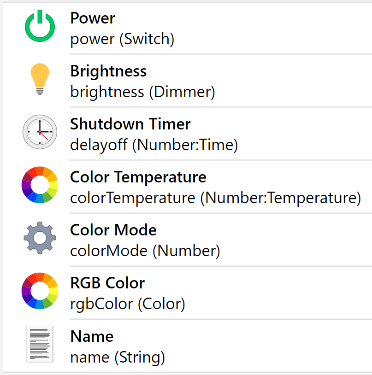 Power
power (Switch)
Brightness
brightness (Dimmer)
Shutdown Timer
delayoff (Number:Time)
Color Temperature
colorTemperature (Number:Temperature)
Color Mode
colorMode (Number)
RGB Color
rgbColor (Color)
Name
name (String)